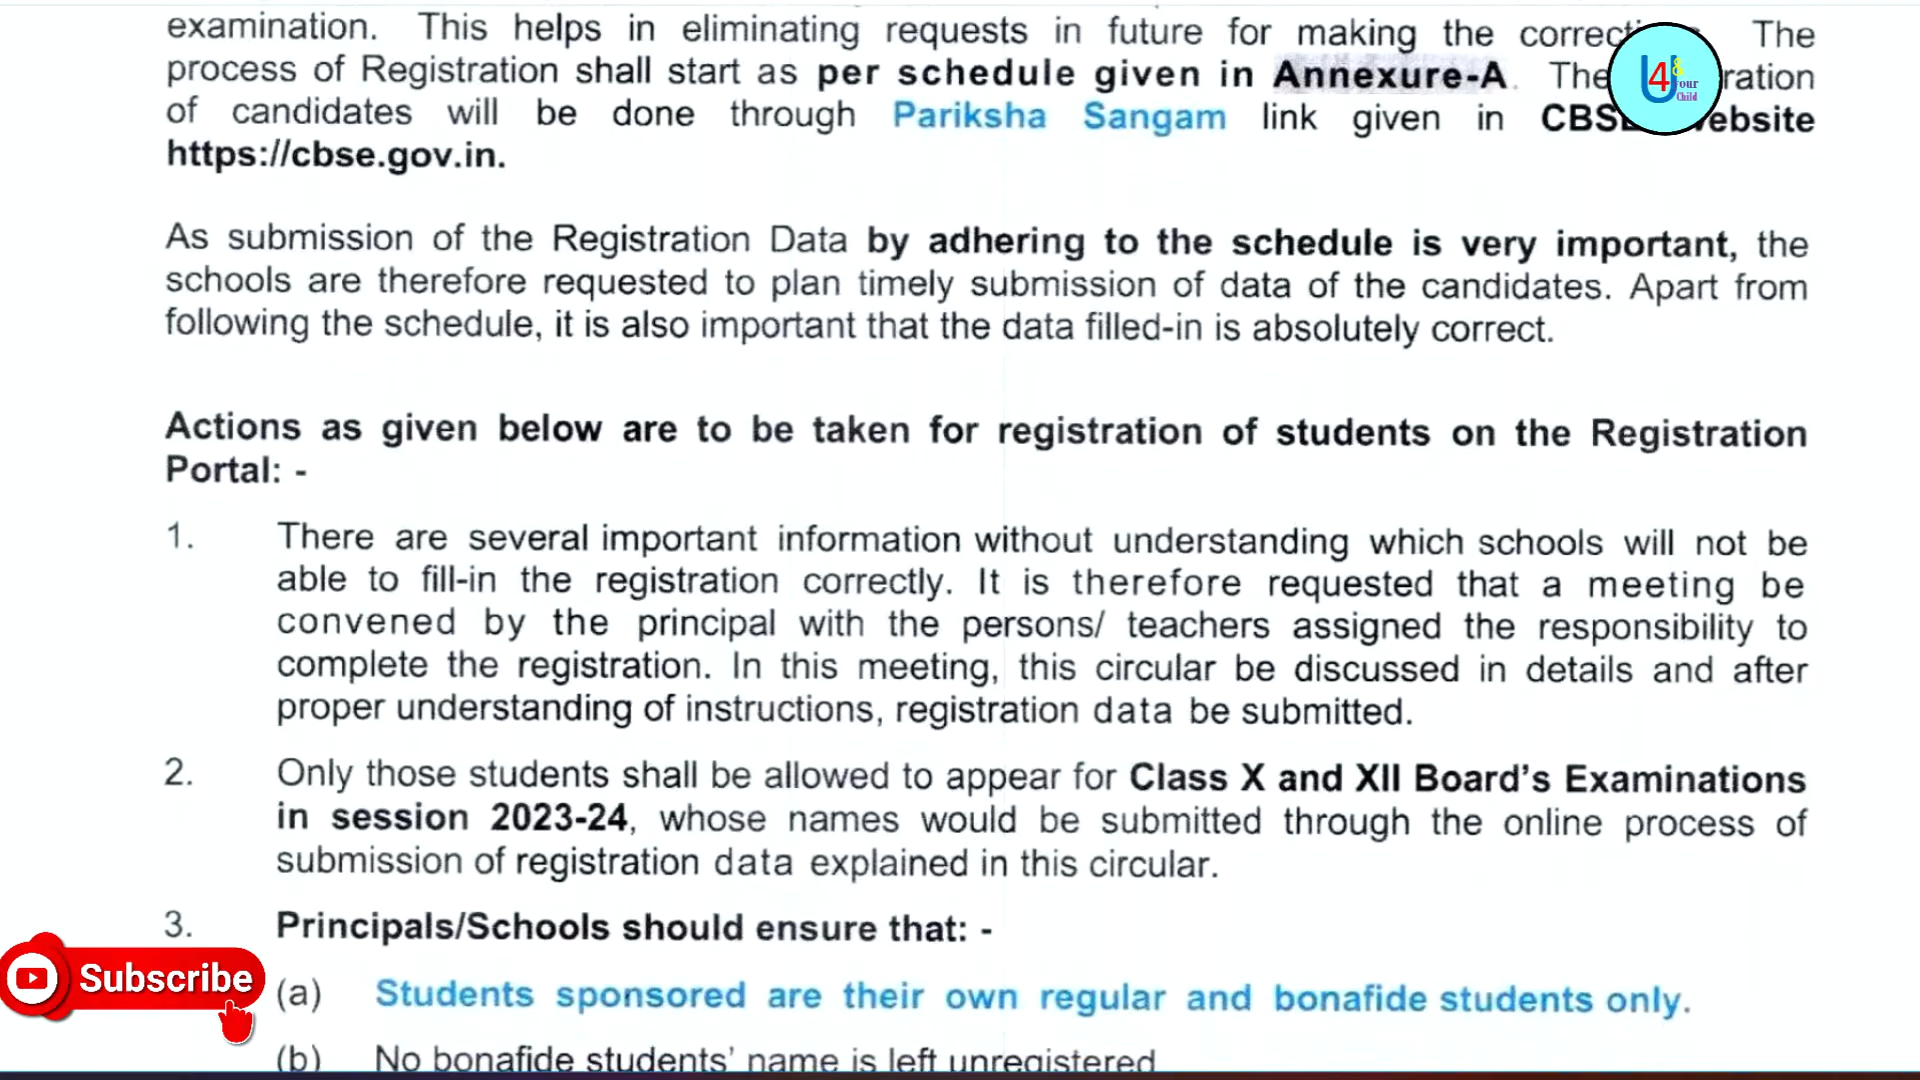 examination. This helps in eliminating requests in future for making the The
process of Registration shall start as per schedule given in Annexure-A. The
of candidates will be done through Pariksha Sangam link given in CBSE
https://cbse.gov.in.
As submission of the Registration Data by adhering to the schedule is very important, the
schools are therefore requested to plan timely submission of data of the candidates. Apart from
following the schedule, it is also important that the data filled-in is absolutely correct.
Actions as given below are to be taken for registration of students on the Registration
Portal: -
1. There are several important information without understanding which schools will not be
able to fill-in the registration correctly. It is therefore requested that a meeting be
convened by the principal with the persons/ teachers assigned the responsibility to
complete the registration. In this meeting, this circular be discussed in details and after
proper understanding of instructions, registration data be submitted.
2. Only those students shall be allowed to appear for Class X and XII Board's Examinations
in session 2023-24, whose names would be submitted through the online process of
submission of registration data explained in this circular.
3. Principals/Schools should ensure that: -
(a) Students sponsored are their own regular and bonafide students only.
(b) No bonafide students' name is left unregistered
U4 & Your Child
Subscribe